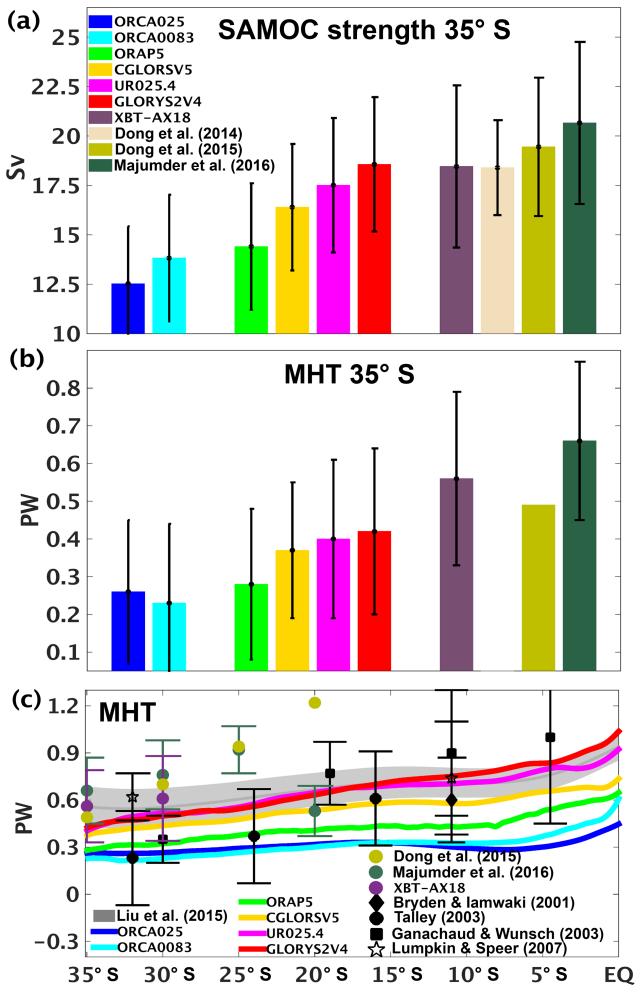 (a)
SAMOC strength 35° S
ORCA025
ORCA0083
ORAP5
CGLORSV5
UR025.4
GLORYS2V4
XBT-AX18
Dong et al. (2014)
Dong et al. (2015)
Majumder et al. (2016)
Sv
25
22.5
20
17.5
15
12.5
10
(b)
MHT 35° S
PW
0.8
0.7
0.6
0.5
0.4
0.3
0.2
0.1
(c)
MHT
PW
1.2
0.9
0.6
0.3
0
-0.3
Liu et al. (2015)
ORCA025
ORCA0083
ORAP5
CGLORSV5
UR025.4
GLORYS2V4
Dong et al. (2015)
Majumder et al. (2016)
XBT-AX18
Bryden & Iamwaki (2001)
Talley (2003)
Ganachaud & Wunsch (2003)
Lumpkin & Speer (2007)
35° S 30° S 25° S 20° S 15° S 10° S 5° S EQ